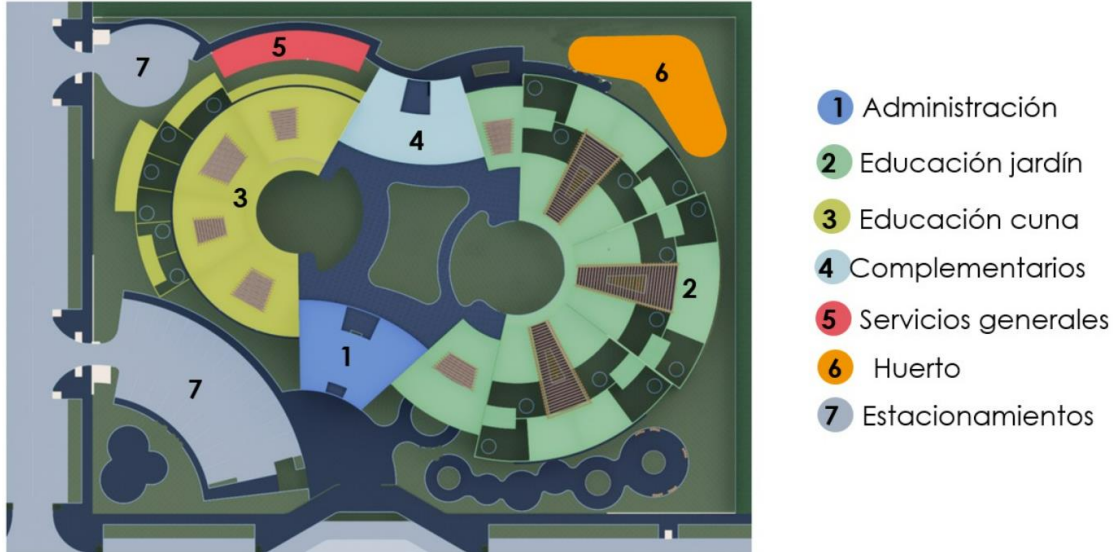 5
7
6
4
3
2
1
7
1 Administración
2 Educación jardín
3 Educación cuna
4 Complementarios
5 Servicios generales
6 Huerto
7 Estacionamientos